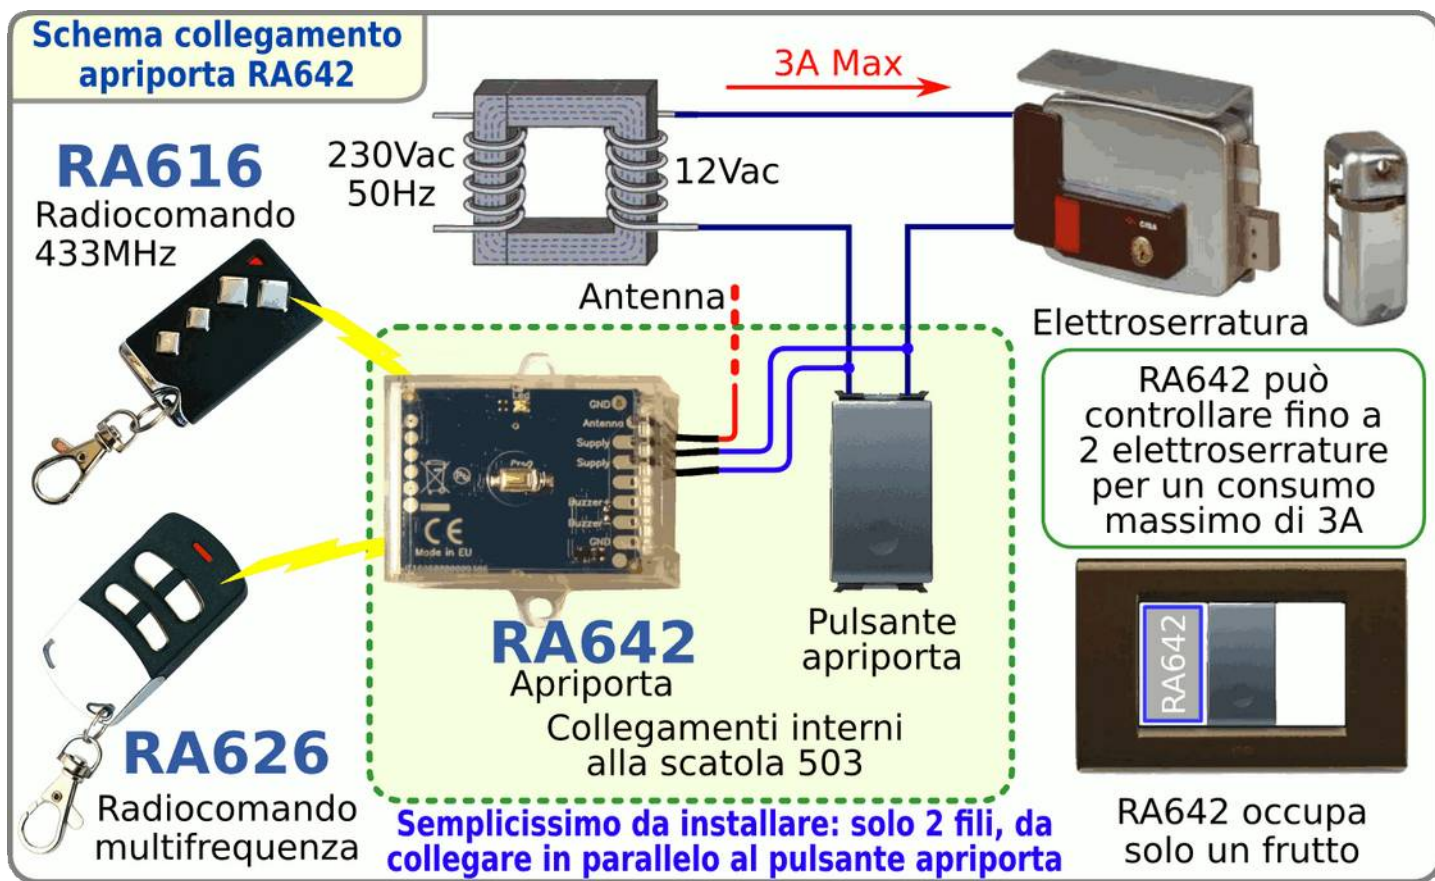 Schema collegamento
apriporta RA642
3A Max
230Vac
50Hz
12Vac
RA616
Radiocomando
433MHz
Antenna
CISA
Elettroserratura
RA642 può
controllare fino a
2 elettroserrature
per un consumo
massimo di 3A
Led
GND
Antenna
Supply
Supply
Prog
Buzzer
Buzzer
GND
CE
Made in EU
RA642
Apriporta
Pulsante
apriporta
Collegamenti interni
alla scatola 503
RA626
Radiocomando
multifrequenza
Semplicissimo da installare: solo 2 fili, da
collegare in parallelo al pulsante apriporta
RA642
RA642 occupa
solo un frutto